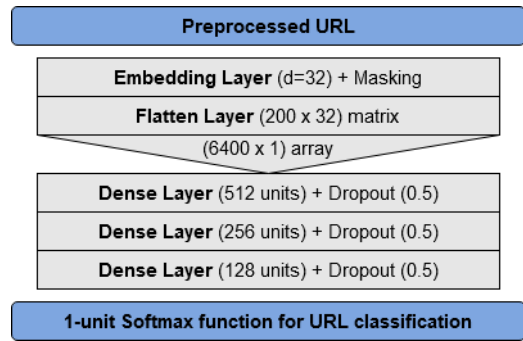 Preprocessed URL
Embedding Layer (d=32) + Masking
Flatten Layer (200 x 32) matrix
(6400 x 1) array
Dense Layer (512 units) + Dropout (0.5)
Dense Layer (256 units) + Dropout (0.5)
Dense Layer (128 units) + Dropout (0.5)
1-unit Softmax function for URL classification